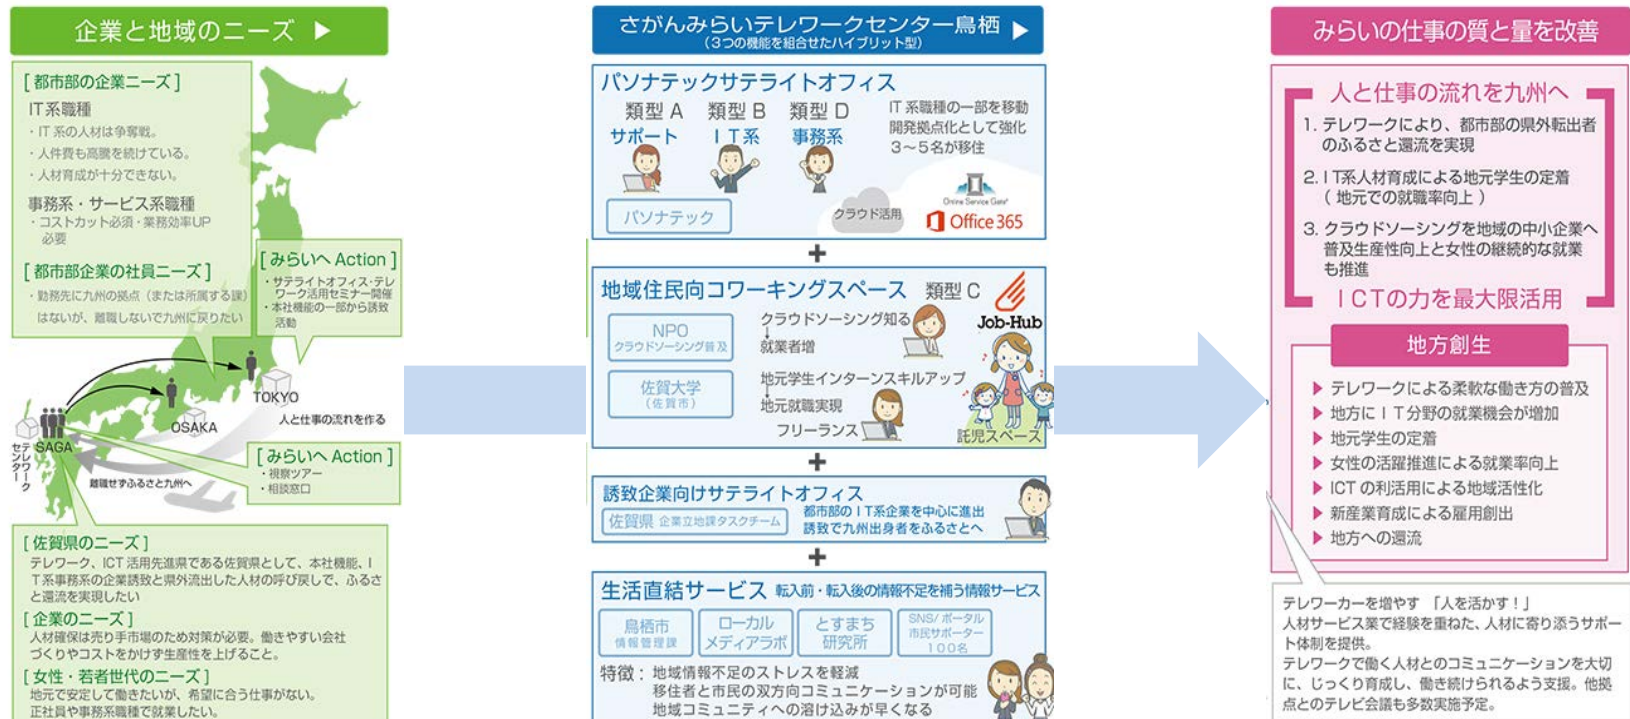 企業と地域のニーズ ▶
[ 都市部の企業ニーズ ]
IT系職種
・IT 系の人材は争奪戦。
・人件費も高騰を続けている。
・人材育成が十分できない。
事務系・サービス系職種
・コストカット必須・業務効率UP
必要
[ 都市部企業の社員ニーズ ]
・勤務先に九州の拠点（または所属する課）
はないが、離職しないで九州に戻りたい
[ みらいへ Action ]
・サテライトオフィス・テレ
ワーク活用セミナー開催
・本社機能の一部から誘致
活動
TOKYO
OSAKA
人と仕事の流れを作る
SAGA
テレワーク
センター
離職せずふるさと九州へ
[ みらいへ Action ]
・視察ツアー
・相談窓口
[ 佐賀県のニーズ ]
テレワーク、ICT 活用先進県である佐賀県として、本社機能、I
T系事務系の企業誘致と県外流出した人材の呼び戻しで、ふるさ
と還流を実現したい
[ 企業のニーズ ]
人材確保は売り手市場のため対策が必要。働きやすい会社
づくりやコストをかけず生産性を上げること。
[ 女性・若者世代のニーズ ]
地元で安定して働きたいが、希望に合う仕事がない。
正社員や事務系職種で就業したい。
さがんみらいテレワークセンター鳥栖 ▶
（３つの機能を組合せたハイブリット型）
パソナテックサテライトオフィス
類型 A 類型 B 類型 D
サポート ＩＴ系 事務系
IT 系職種の一部を移動
開発拠点化として強化
３〜５名が移住
パソナテック
クラウド活用
Online Service Gate
Office 365
+
地域住民向コワーキングスペース 類型 C
Job-Hub
NPO
クラウドソーシング普及
クラウドソーシング知る
↓
就業者増
佐賀大学
（佐賀市）
地元学生インターンスキルアップ
↓
地元就職実現
フリーランス
託児スペース
+
誘致企業向けサテライトオフィス
佐賀県 企業立地課タスクチーム
都市部のＩＴ系企業を中心に進出
誘致で九州出身者をふるさとへ
+
生活直結サービス 転入前・転入後の情報不足を補う情報サービス
鳥栖市
情報管理課
ローカル
メディアラボ
とすまち
研究所
SNS/ポータル
市民サポーター
１００名
特徴：地域情報不足のストレスを軽減
移住者と市民の双方向コミュニケーションが可能
地域コミュニティへの溶け込みが早くなる
みらいの仕事の質と量を改善
人と仕事の流れを九州へ
1. テレワークにより、都市部の県外転出者
のふるさと還流を実現
2. ＩT系人材育成による地元学生の定着
（ 地元での就職率向上 ）
3. クラウドソーシングを地域の中小企業へ
普及生産性向上と女性の継続的な就業
も推進
ＩＣＴの力を最大限活用
地方創生
▶ テレワークによる柔軟な働き方の普及
▶ 地方にＩＴ分野の就業機会が増加
▶ 地元学生の定着
▶ 女性の活躍推進による就業率向上
▶ ICT の利活用による地域活性化
▶ 新産業育成による雇用創出
▶ 地方への還流
テレワーカーを増やす 「人を活かす！」
人材サービス業で経験を重ねた、人材に寄り添うサポー
ト体制を提供。
テレワークで働く人材とのコミュニケーションを大切
に、じっくり育成し、働き続けられるよう支援。他拠
点とのテレビ会議も多数実施予定。